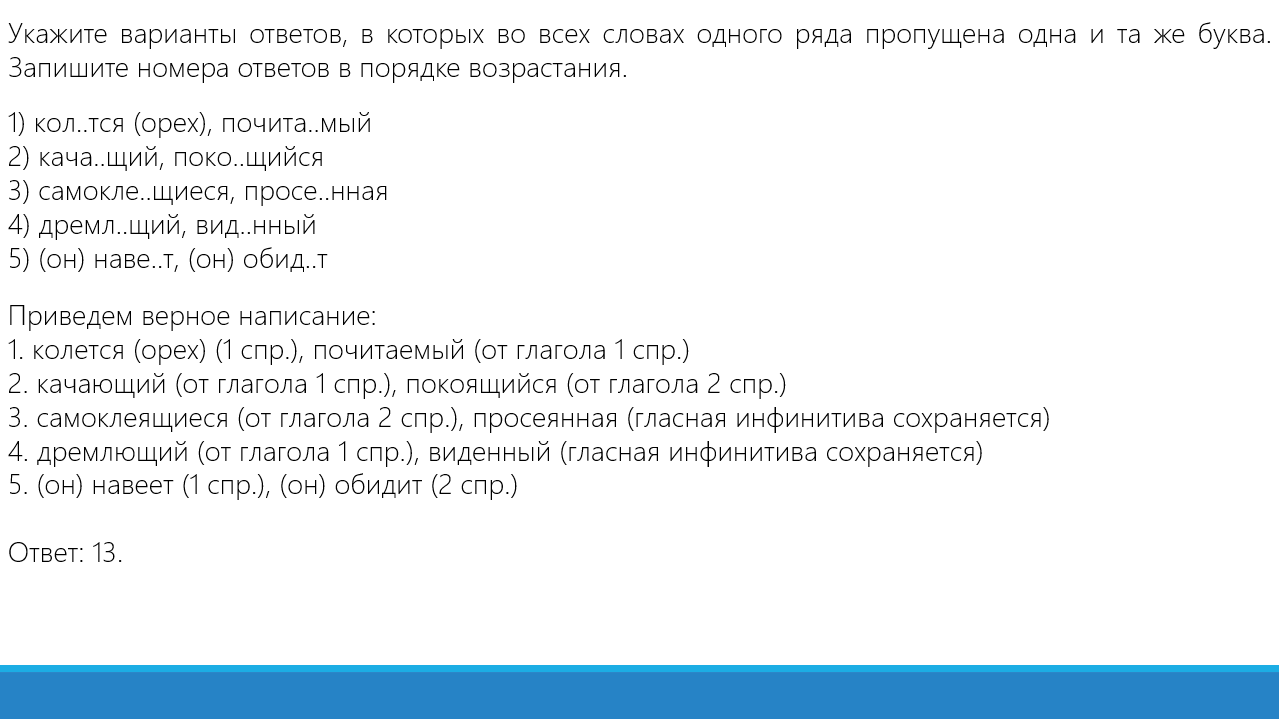 Укажите варианты ответов, в которых во всех словах одного ряда пропущена одна и та же буква.
Запишите номера ответов в порядке возрастания.
1) кол..тся (орех), почита..мый
2) кача..щий, поко..щийся
3) самокле..щиеся, просе..нная
4) дремл..щий, вид..нный
5) (он) наве..т, (он) обид..т
Приведем верное написание:
1. колется (орех) (1 спр.), почитаемый (от глагола 1 спр.)
2. качающий (от глагола 1 спр.), покоящийся (от глагола 2 спр.)
3. самоклеящиеся (от глагола 2 спр.), просеянная (гласная инфинитива сохраняется)
4. дремлющий (от глагола 1 спр.), виденный (гласная инфинитива сохраняется)
5. (он) навеет (1 спр.), (он) обидит (2 спр.)
Ответ: 13.